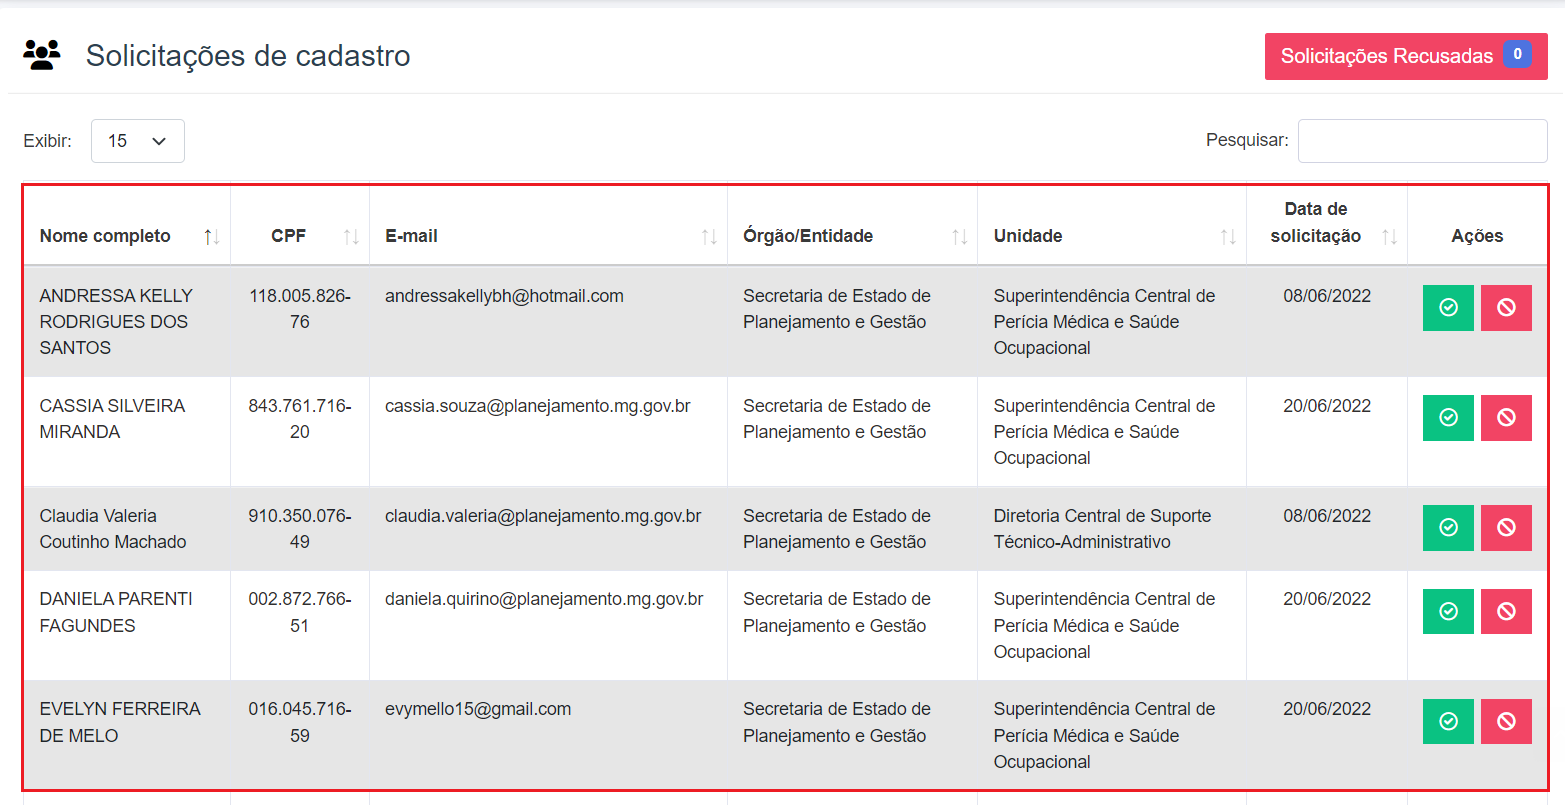 Solicitações de cadastro
Solicitações Recusadas 0
Exibir: 15
Pesquisar:
Nome completo CPF E-mail Órgão/Entidade Unidade Data de solicitação Ações
ANDRESSA KELLY RODRIGUES DOS SANTOS 118.005.826-76 andressakellybh@hotmail.com Secretaria de Estado de Planejamento e Gestão Superintendência Central de Perícia Médica e Saúde Ocupacional 08/06/2022
CASSIA SILVEIRA MIRANDA 843.761.716-20 cassia.souza@planejamento.mg.gov.br Secretaria de Estado de Planejamento e Gestão Superintendência Central de Perícia Médica e Saúde Ocupacional 20/06/2022
Claudia Valeria Coutinho Machado 910.350.076-49 claudia.valeria@planejamento.mg.gov.br Secretaria de Estado de Planejamento e Gestão Diretoria Central de Suporte Técnico-Administrativo 08/06/2022
DANIELA PARENTI FAGUNDES 002.872.766-51 daniela.quirino@planejamento.mg.gov.br Secretaria de Estado de Planejamento e Gestão Superintendência Central de Perícia Médica e Saúde Ocupacional 20/06/2022
EVELYN FERREIRA DE MELO 016.045.716-59 evymello15@gmail.com Secretaria de Estado de Planejamento e Gestão Superintendência Central de Perícia Médica e Saúde Ocupacional 20/06/2022